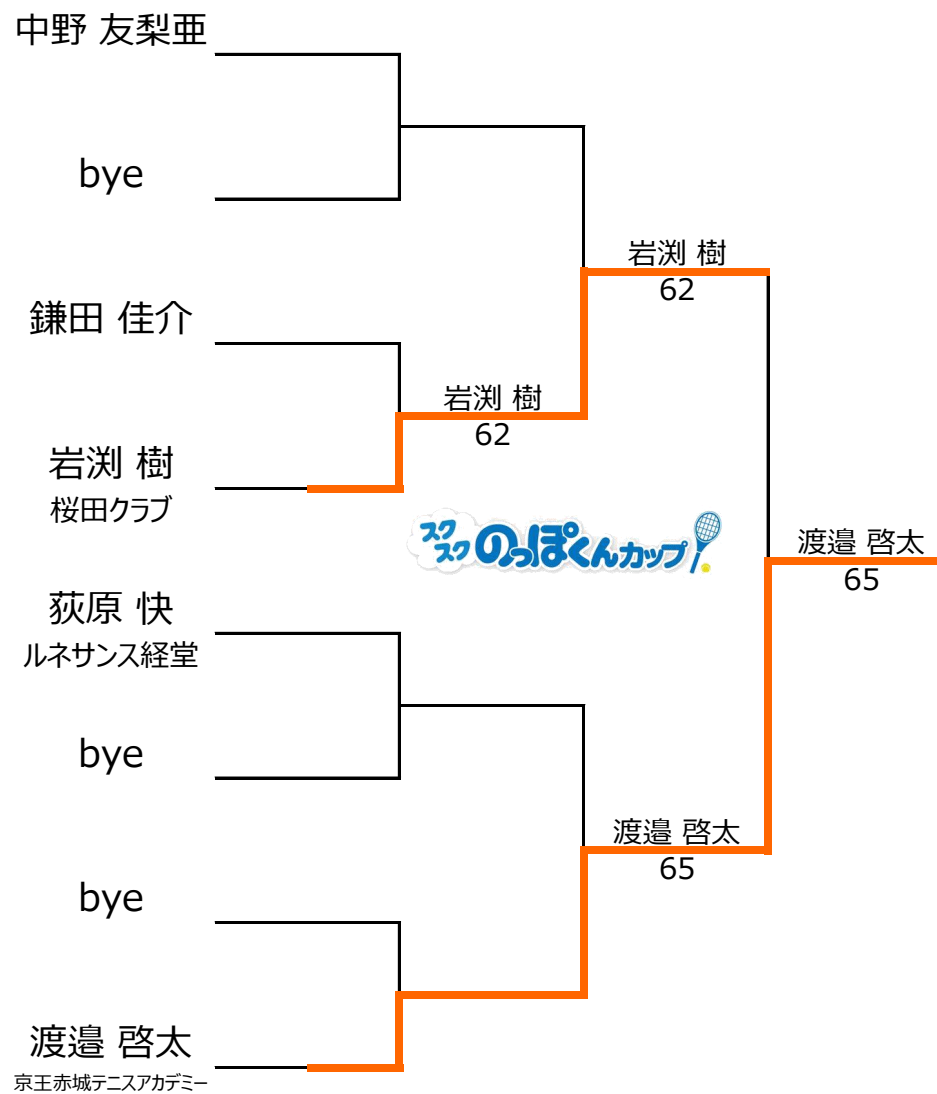 中野 友梨亜
bye
岩渕 樹
62
鎌田 佳介
岩渕 樹
62
岩渕 樹
桜田クラブ
スク
スク のっぽくんカップ
渡邉 啓太
65
荻原 快
ルネサンス経堂
bye
渡邉 啓太
65
bye
渡邉 啓太
京王赤城テニスアカデミー